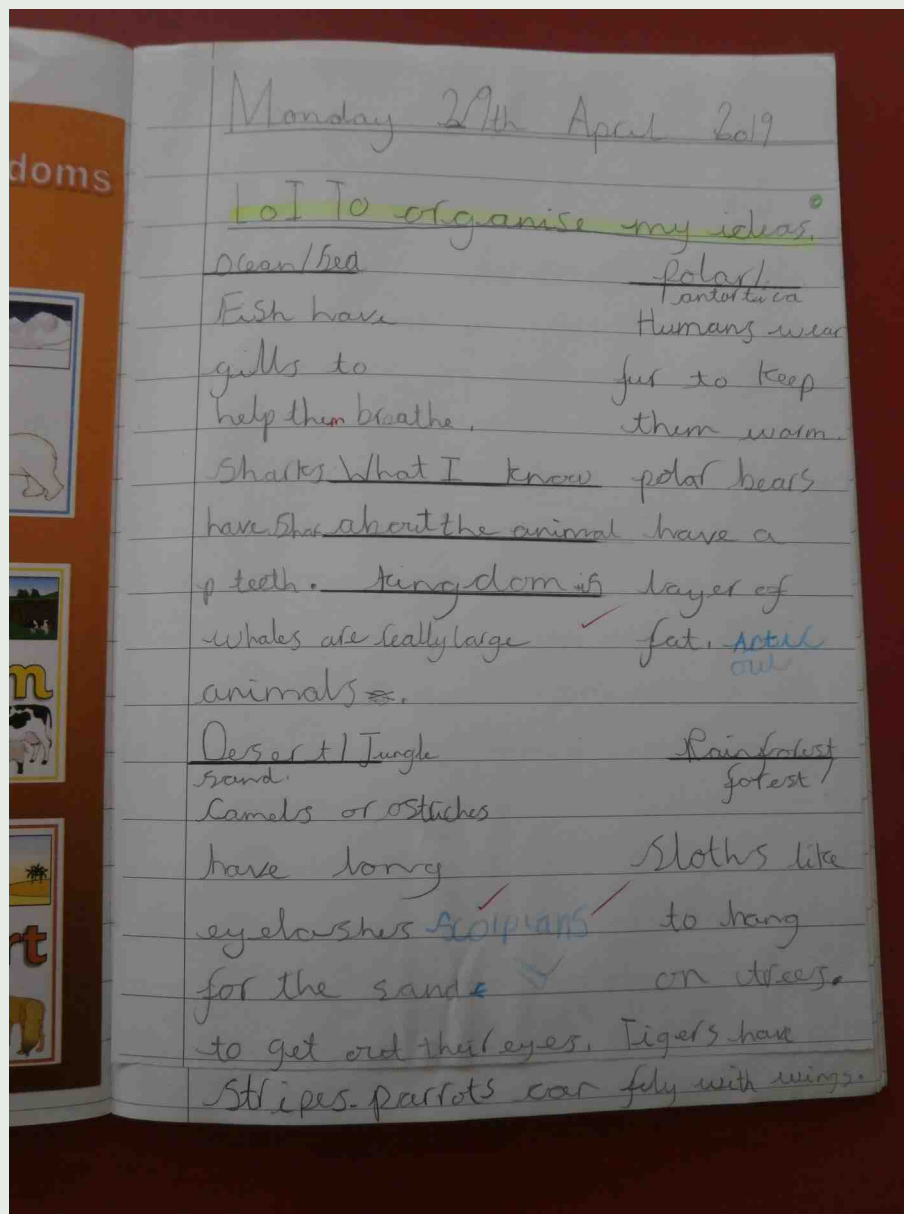 doms
m
rt
Monday 29th April 2019
LoI To organise my ideas.
Ocean/Sea
Fish have
gills to
help them breathe.
Sharks
have shar
p teeth.
whales are really large
animals.
polar/
antartica
Humans wear
fur to keep
them warm.
polar bears
have a
layer of
fat.
What I know
about the animal
kingdom is
Desert/Jungle
sand.
Camels or ostriches
have long
eyelashes
for the sand
to get out their eyes.
scorpians
Rainforest
forest/
Sloths like
to hang
on trees.
Tigers have
stripes. parrots can fuly with wings.